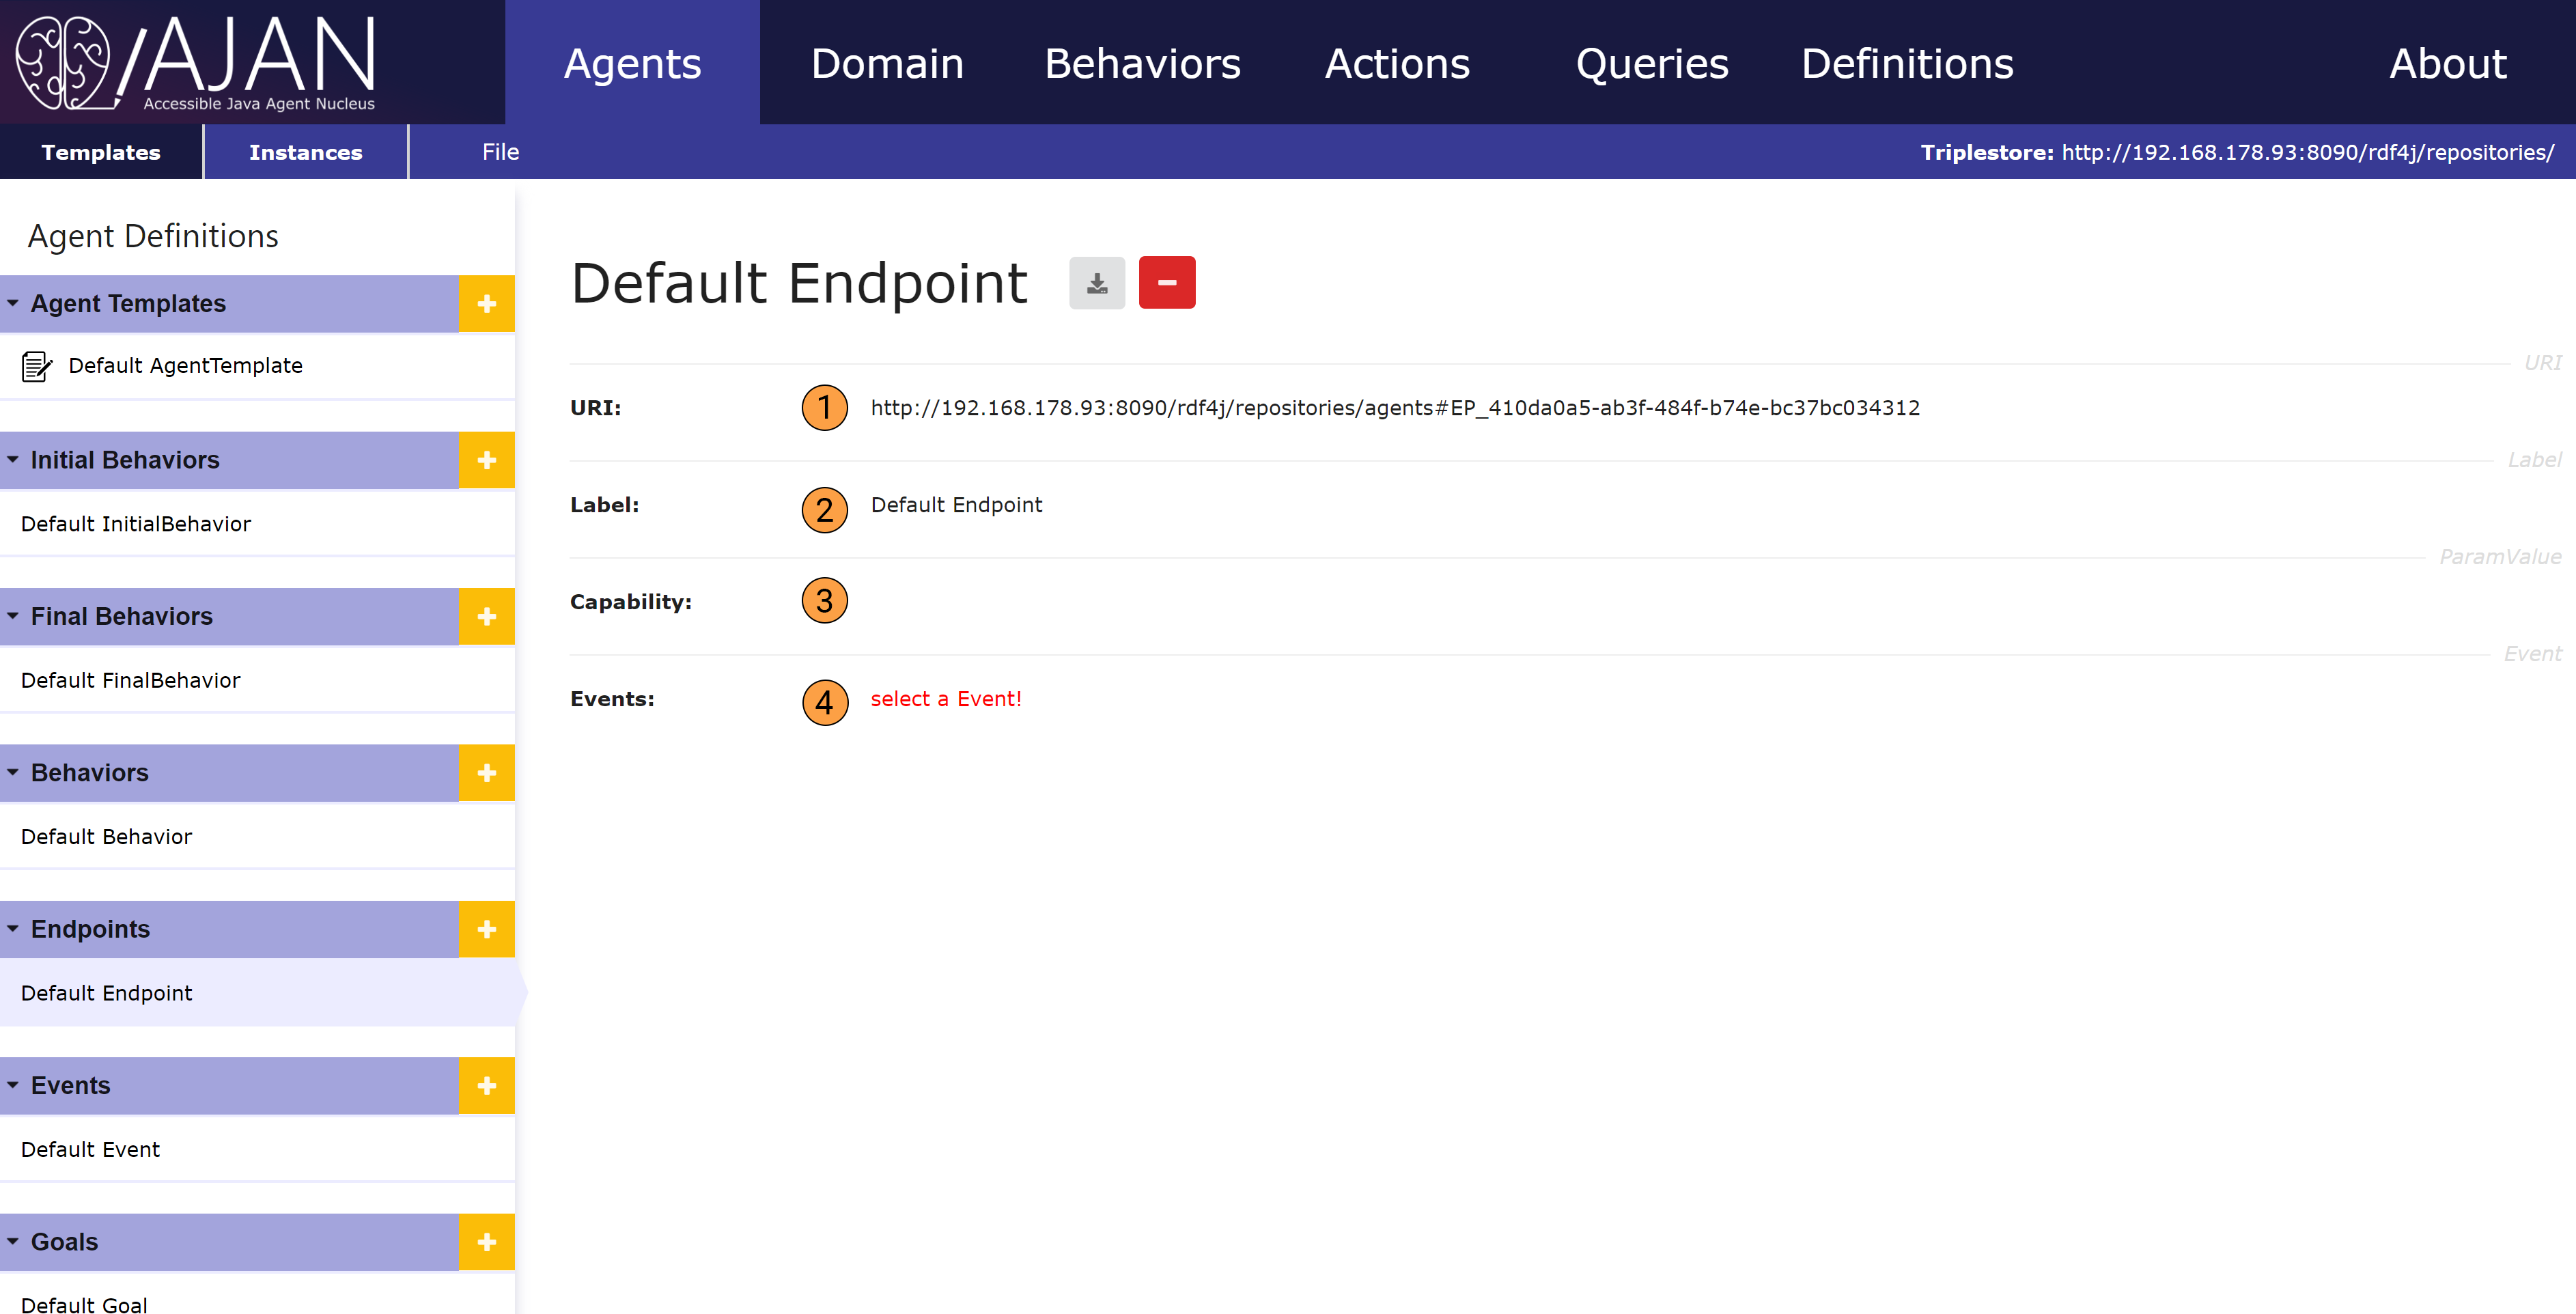 AJAN
Accessible Java Agent Nucleus
Agents
Domain
Behaviors
Actions
Queries
Definitions
About
Templates
Instances
File
Triplestore: http://192.168.178.93:8090/rdf4j/repositories/
Agent Definitions
Agent Templates
Default AgentTemplate
Initial Behaviors
Default InitialBehavior
Final Behaviors
Default FinalBehavior
Behaviors
Default Behavior
Endpoints
Default Endpoint
Events
Default Event
Goals
Default Goal
Default Endpoint
URI
URI: 1 http://192.168.178.93:8090/rdf4j/repositories/agents#EP_410da0a5-ab3f-484f-b74e-bc37bc034312
Label
Label: 2 Default Endpoint
ParamValue
Capability: 3
Event
Events: 4 select a Event!